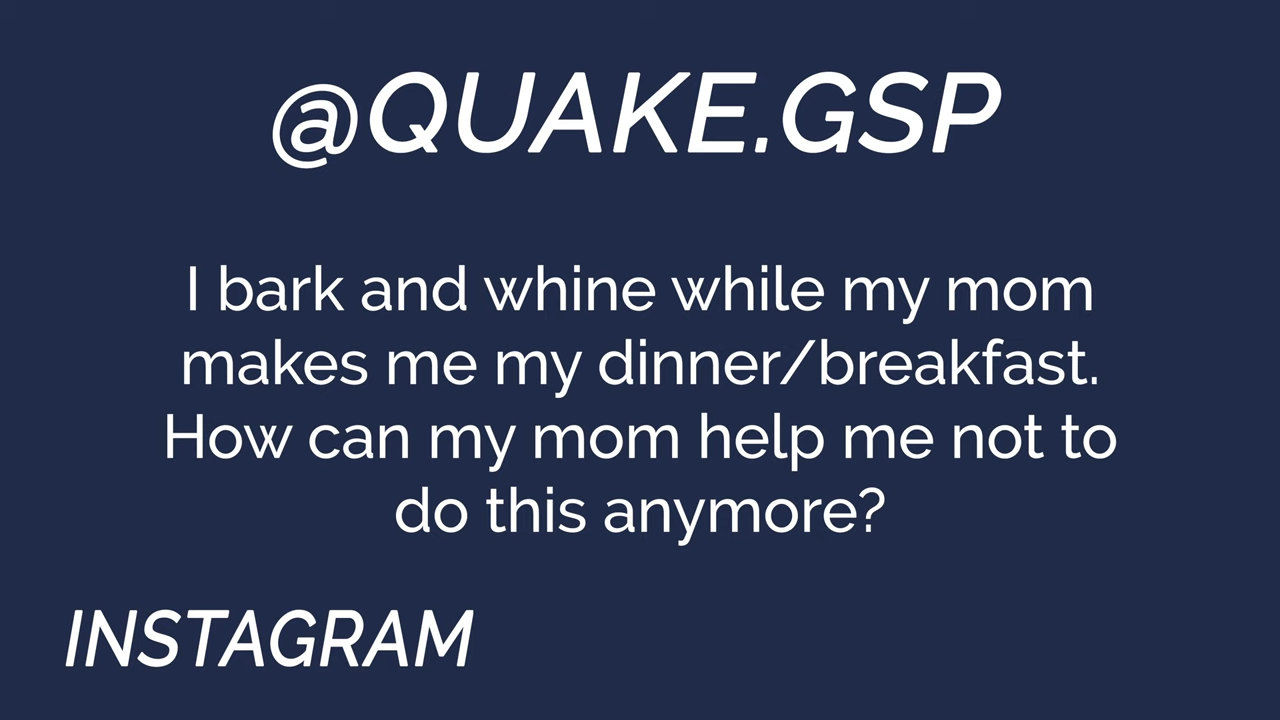 @QUAKE.GSP
I bark and whine while my mom
makes me my dinner/breakfast.
How can my mom help me not to
do this anymore?
INSTAGRAM